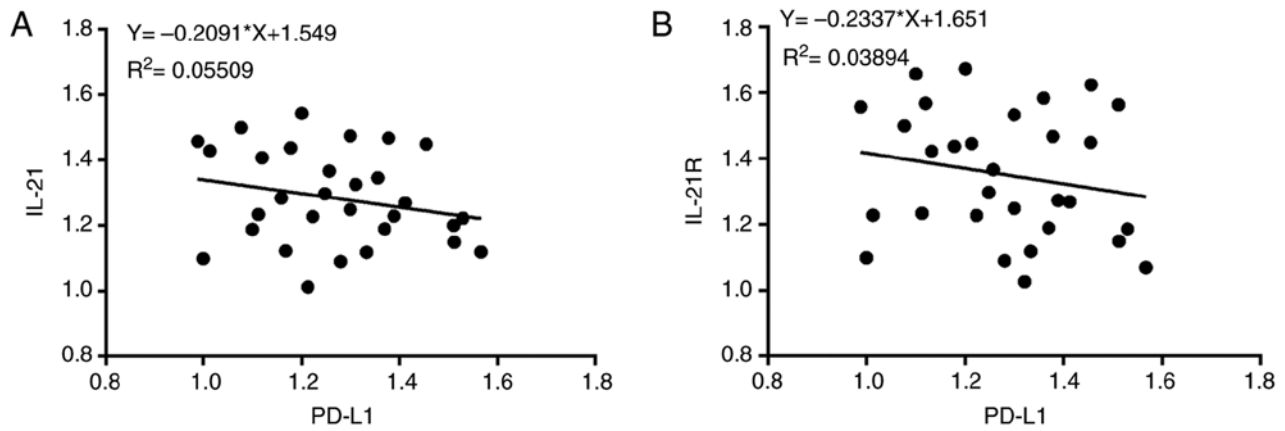 A
Y= −0.2091*X+1.549
R²= 0.05509
1.8
1.6
1.4
1.2
1.0
0.8
IL-21
0.8 1.0 1.2 1.4 1.6 1.8
PD-L1
B
Y= −0.2337*X+1.651
R²= 0.03894
1.8
1.6
1.4
1.2
1.0
0.8
IL-21R
0.8 1.0 1.2 1.4 1.6 1.8
PD-L1